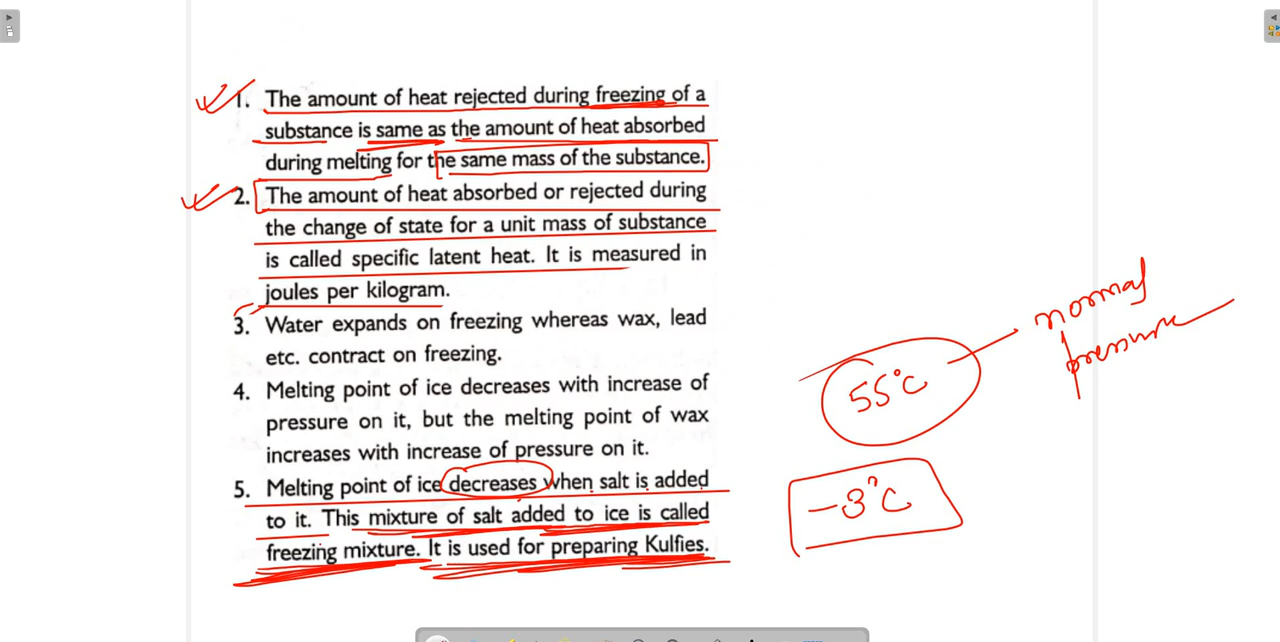 1. The amount of heat rejected during freezing of a
substance is same as the amount of heat absorbed
during melting for the same mass of the substance.
2. The amount of heat absorbed or rejected during
the change of state for a unit mass of substance
is called specific latent heat. It is measured in
joules per kilogram.
3. Water expands on freezing whereas wax, lead
etc. contract on freezing.
4. Melting point of ice decreases with increase of
pressure on it, but the melting point of wax
increases with increase of pressure on it.
5. Melting point of ice decreases when salt is added
to it. This mixture of salt added to ice is called
freezing mixture. It is used for preparing Kulfies.
normal
pressure
55°C
-3°C